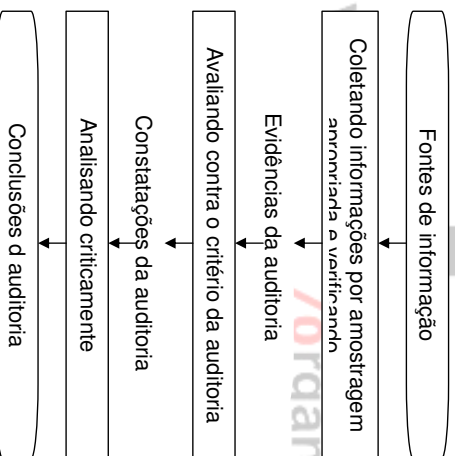 Fontes de informação
Coletando informações por amostragem
apropriada e verificando
Evidências da auditoria
Avaliando contra o critério da auditoria
Constatações da auditoria
Analisando criticamente
Conclusões d auditoria